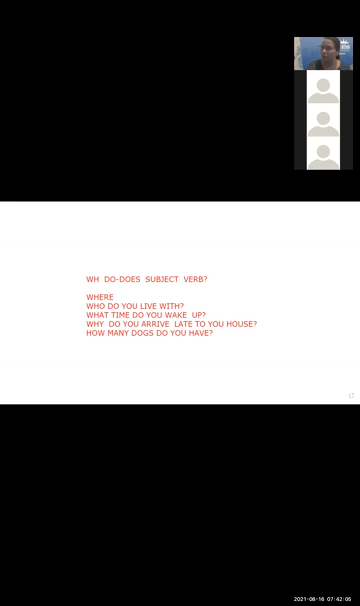 WH DO-DOES SUBJECT VERB?
WHERE
WHO DO YOU LIVE WITH?
WHAT TIME DO YOU WAKE UP?
WHY DO YOU ARRIVE LATE TO YOU HOUSE?
HOW MANY DOGS DO YOU HAVE?
2021-06-16 07:42:05